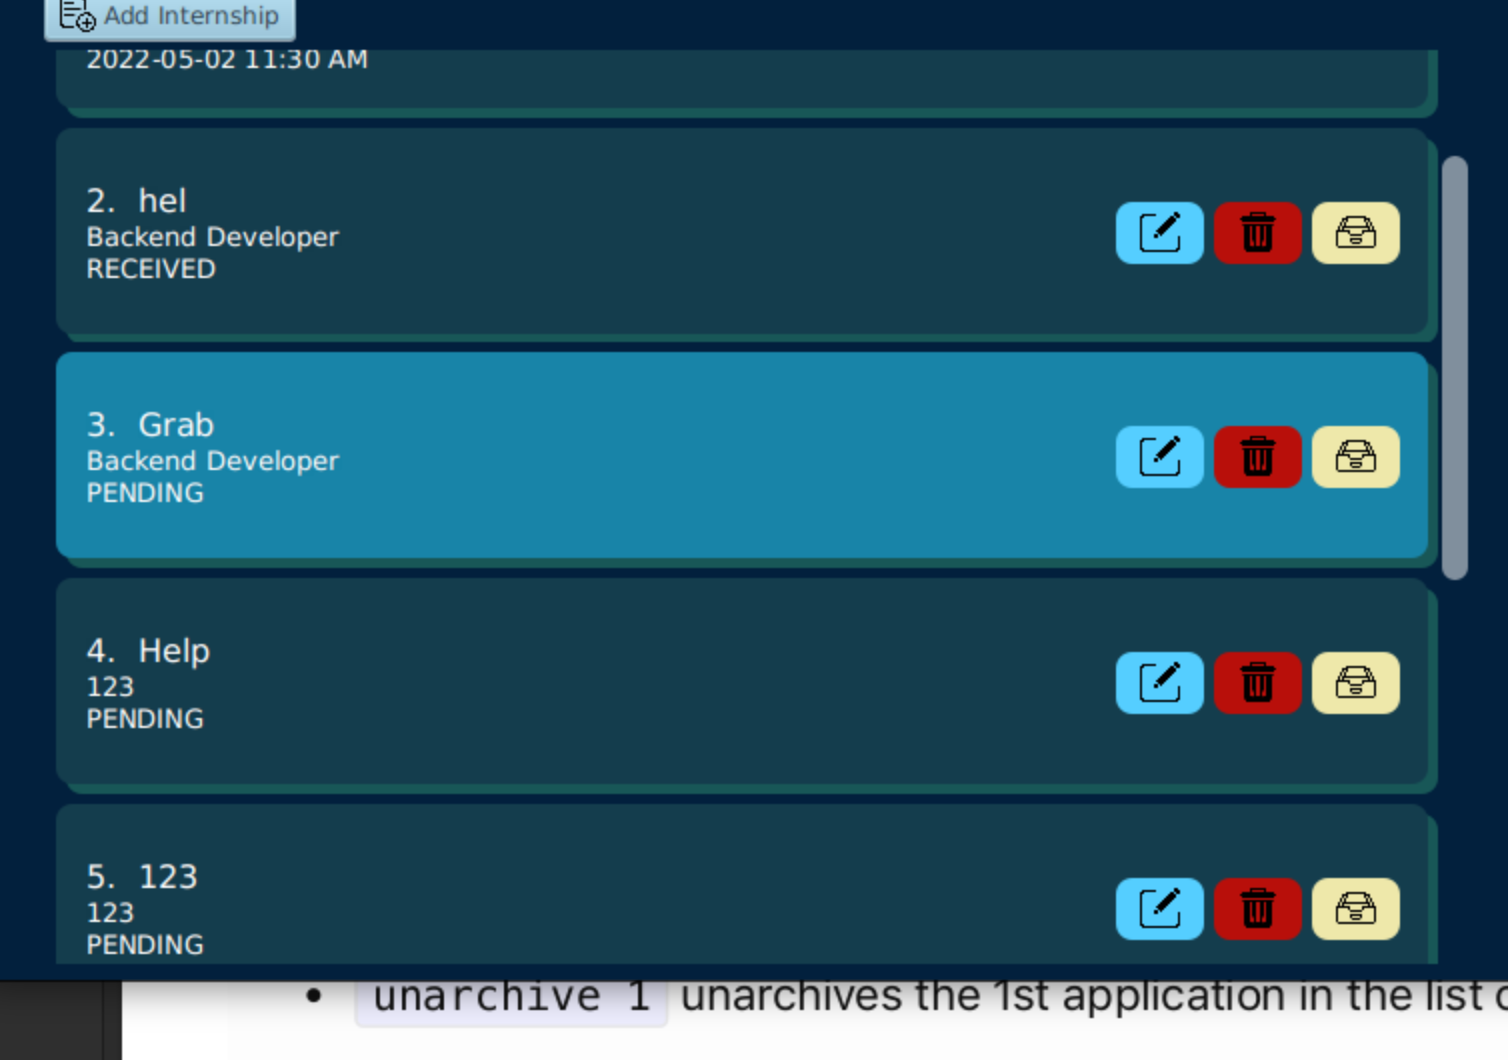 Add Internship
2022-05-02 11:30 AM
2. hel
Backend Developer
RECEIVED
3. Grab
Backend Developer
PENDING
4. Help
123
PENDING
5. 123
123
PENDING
• unarchive 1 unarchives the 1st application in the list